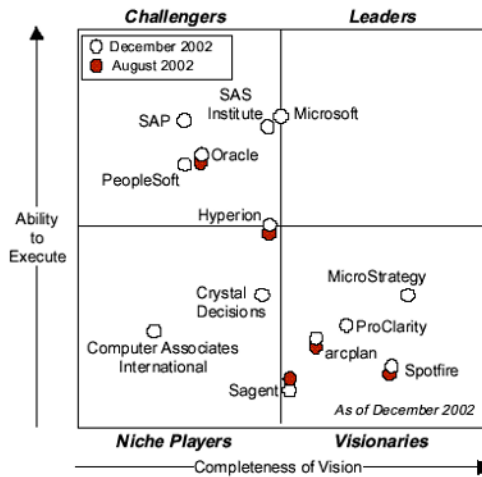 Challengers
Leaders
December 2002
August 2002
SAS
Institute
Microsoft
SAP
Oracle
PeopleSoft
Hyperion
Ability
to
Execute
MicroStrategy
Crystal
Decisions
ProClarity
Computer Associates
International
arcplan
Spotfire
Sagent
As of December 2002
Niche Players
Visionaries
Completeness of Vision